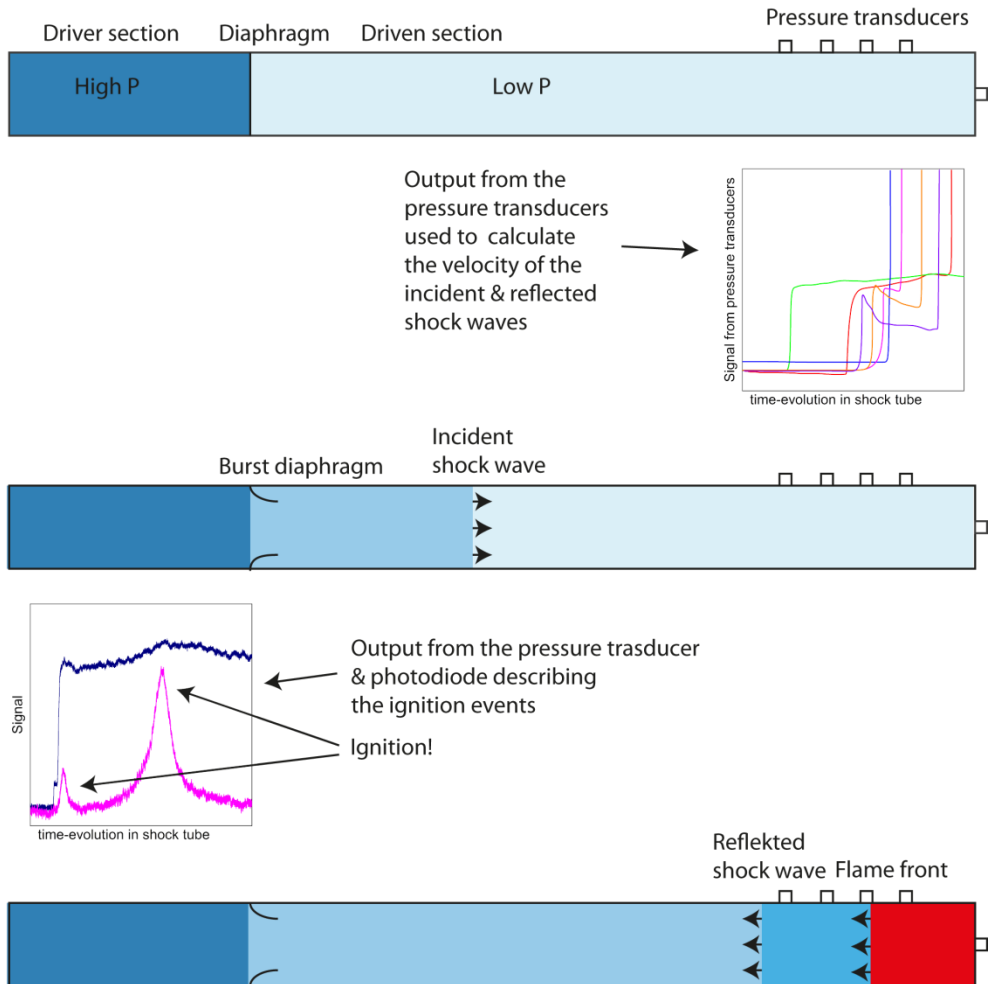 Pressure transducers
Driver section
Diaphragm
Driven section
High P
Low P
Output from the
pressure transducers
used to calculate
the velocity of the
incident & reflected
shock waves
Signal from pressure transducers
time-evolution in shock tube
Incident
shock wave
Burst diaphragm
Signal
time-evolution in shock tube
Output from the pressure trasducer
& photodiode describing
the ignition events
Ignition!
Reflekted
shock wave
Flame front